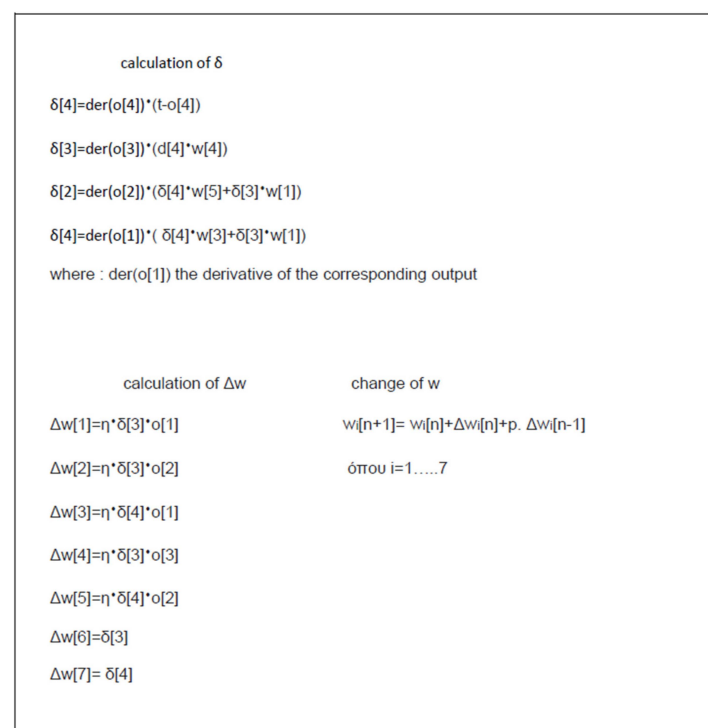 calculation of δ
δ[4]=der(o[4])*(t-o[4])
δ[3]=der(o[3])*(d[4]*w[4])
δ[2]=der(o[2])*(δ[4]*w[5]+δ[3]*w[1])
δ[4]=der(o[1])*( δ[4]*w[3]+δ[3]*w[1])
where : der(o[1]) the derivative of the corresponding output
calculation of Δw change of w
Δw[1]=η*δ[3]*o[1] wi[n+1]= wi[n]+Δwi[n]+p. Δwi[n-1]
Δw[2]=η*δ[3]*o[2] όπου i=1…..7
Δw[3]=η*δ[4]*o[1]
Δw[4]=η*δ[3]*o[3]
Δw[5]=η*δ[4]*o[2]
Δw[6]=δ[3]
Δw[7]= δ[4]